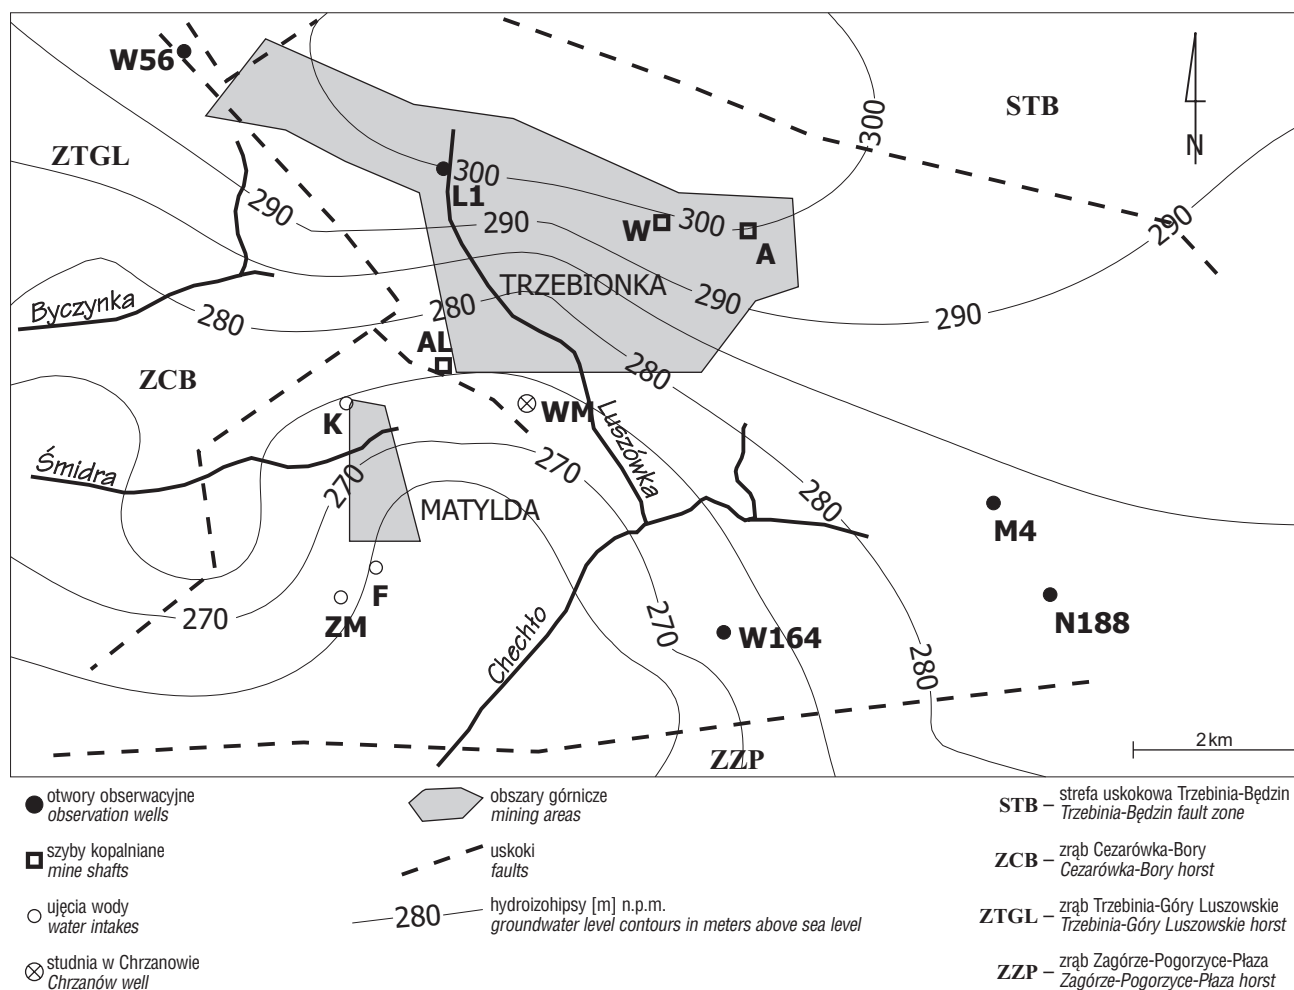 W56
STB
300
N
ZTGL
300
L1
290
290
W
300
A
290
TRZEBIONKA
290
Byczynka
280
280
290
AL
280
ZCB
K
WM
Luszówka
Śmidra
270
270
280
MATYLDA
M4
F
ZM
270
270
N188
W164
Chechło
280
ZZP
2 km
otwory obserwacyjne
observation wells
szyby kopalniane
mine shafts
ujęcia wody
water intakes
studnia w Chrzanowie
Chrzanów well
obszary górnicze
mining areas
uskoki
faults
280
hydroizohipsy [m] n.p.m.
groundwater level contours in meters above sea level
STB – strefa uskokowa Trzebinia-Będzin
Trzebinia-Będzin fault zone
ZCB – zrąb Cezarówka-Bory
Cezarówka-Bory horst
ZTGL – zrąb Trzebinia-Góry Luszowskie
Trzebinia-Góry Luszowskie horst
ZZP – zrąb Zagórze-Pogorzyce-Płaza
Zagórze-Pogorzyce-Płaza horst